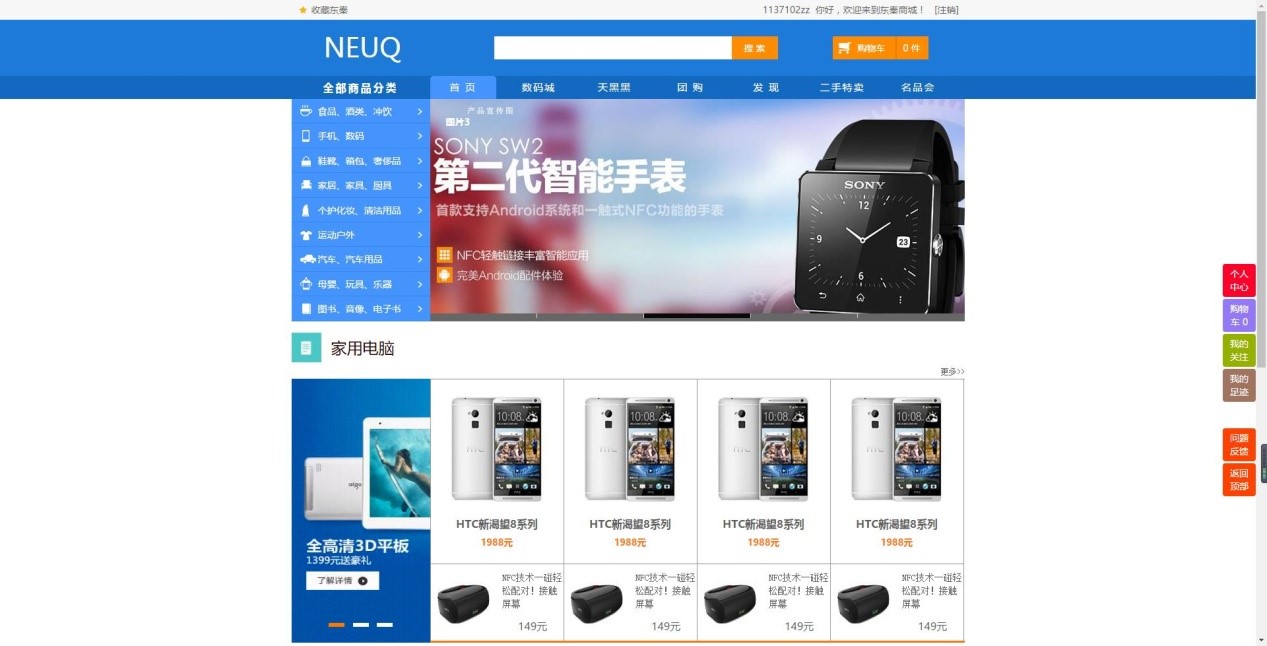 收藏东秦
1137102zz 你好，欢迎来到东秦商城！ [注销]
NEUQ
搜 索
购物车 0 件
全部商品分类
首 页 数码城 天黑黑 团 购 发 现 二手特卖 名品会
食品、酒类、冲饮
手机、数码
鞋靴、箱包、奢侈品
家居、家具、厨具
个护化妆、清洁用品
运动户外
汽车、汽车用品
母婴、玩具、乐器
图书、音像、电子书
产品宣传图
图片3
SONY SW2
第二代智能手表
首款支持Android系统和一触式NFC功能的手表
NFC轻触链接丰富智能应用
完美Android配件体验
SONY
12
9
23
6
个人
中心
购物
车 0
我的
关注
我的
足迹
问题
反馈
返回
顶部
家用电脑
更多>>
aigo
全高清3D平板
1399元送豪礼
了解详情
10:08
10:08
10:08
10:08
HTC新渴望8系列
1988元
HTC新渴望8系列
1988元
HTC新渴望8系列
1988元
HTC新渴望8系列
1988元
NFC技术一碰轻
松配对！接触
屏幕
149元
NFC技术一碰轻
松配对！接触
屏幕
149元
NFC技术一碰轻
松配对！接触
屏幕
149元
NFC技术一碰轻
松配对！接触
屏幕
149元